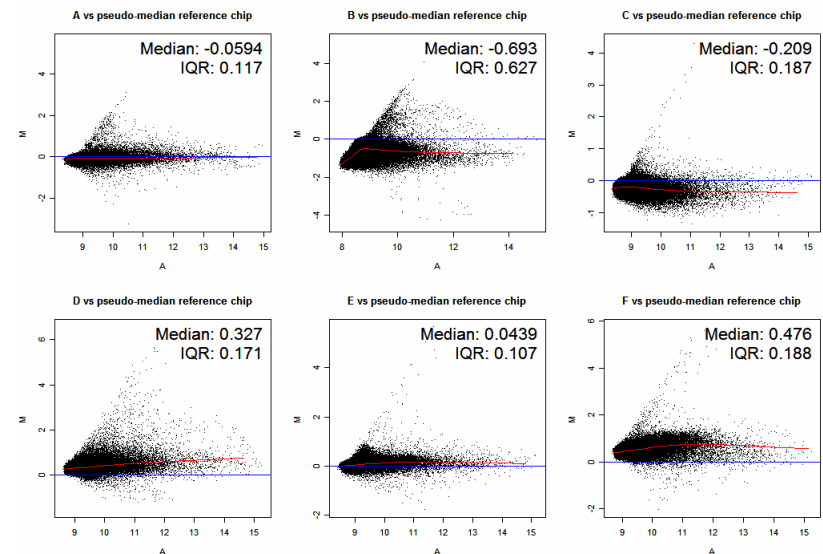 A vs pseudo-median reference chip
Median: -0.0594
IQR: 0.117
M
4
2
0
-2
9 10 11 12 13 14 15
A
B vs pseudo-median reference chip
Median: -0.693
IQR: 0.627
M
4
2
0
-2
-4
8 10 12 14
A
C vs pseudo-median reference chip
Median: -0.209
IQR: 0.187
M
4
3
2
1
0
-1
9 10 11 12 13 14 15
A
D vs pseudo-median reference chip
Median: 0.327
IQR: 0.171
M
6
4
2
0
9 10 11 12 13 14 15
A
E vs pseudo-median reference chip
Median: 0.0439
IQR: 0.107
M
4
2
0
-2
9 10 11 12 13 14 15
A
F vs pseudo-median reference chip
Median: 0.476
IQR: 0.188
M
6
4
2
0
-2
9 10 11 12 13 14 15
A